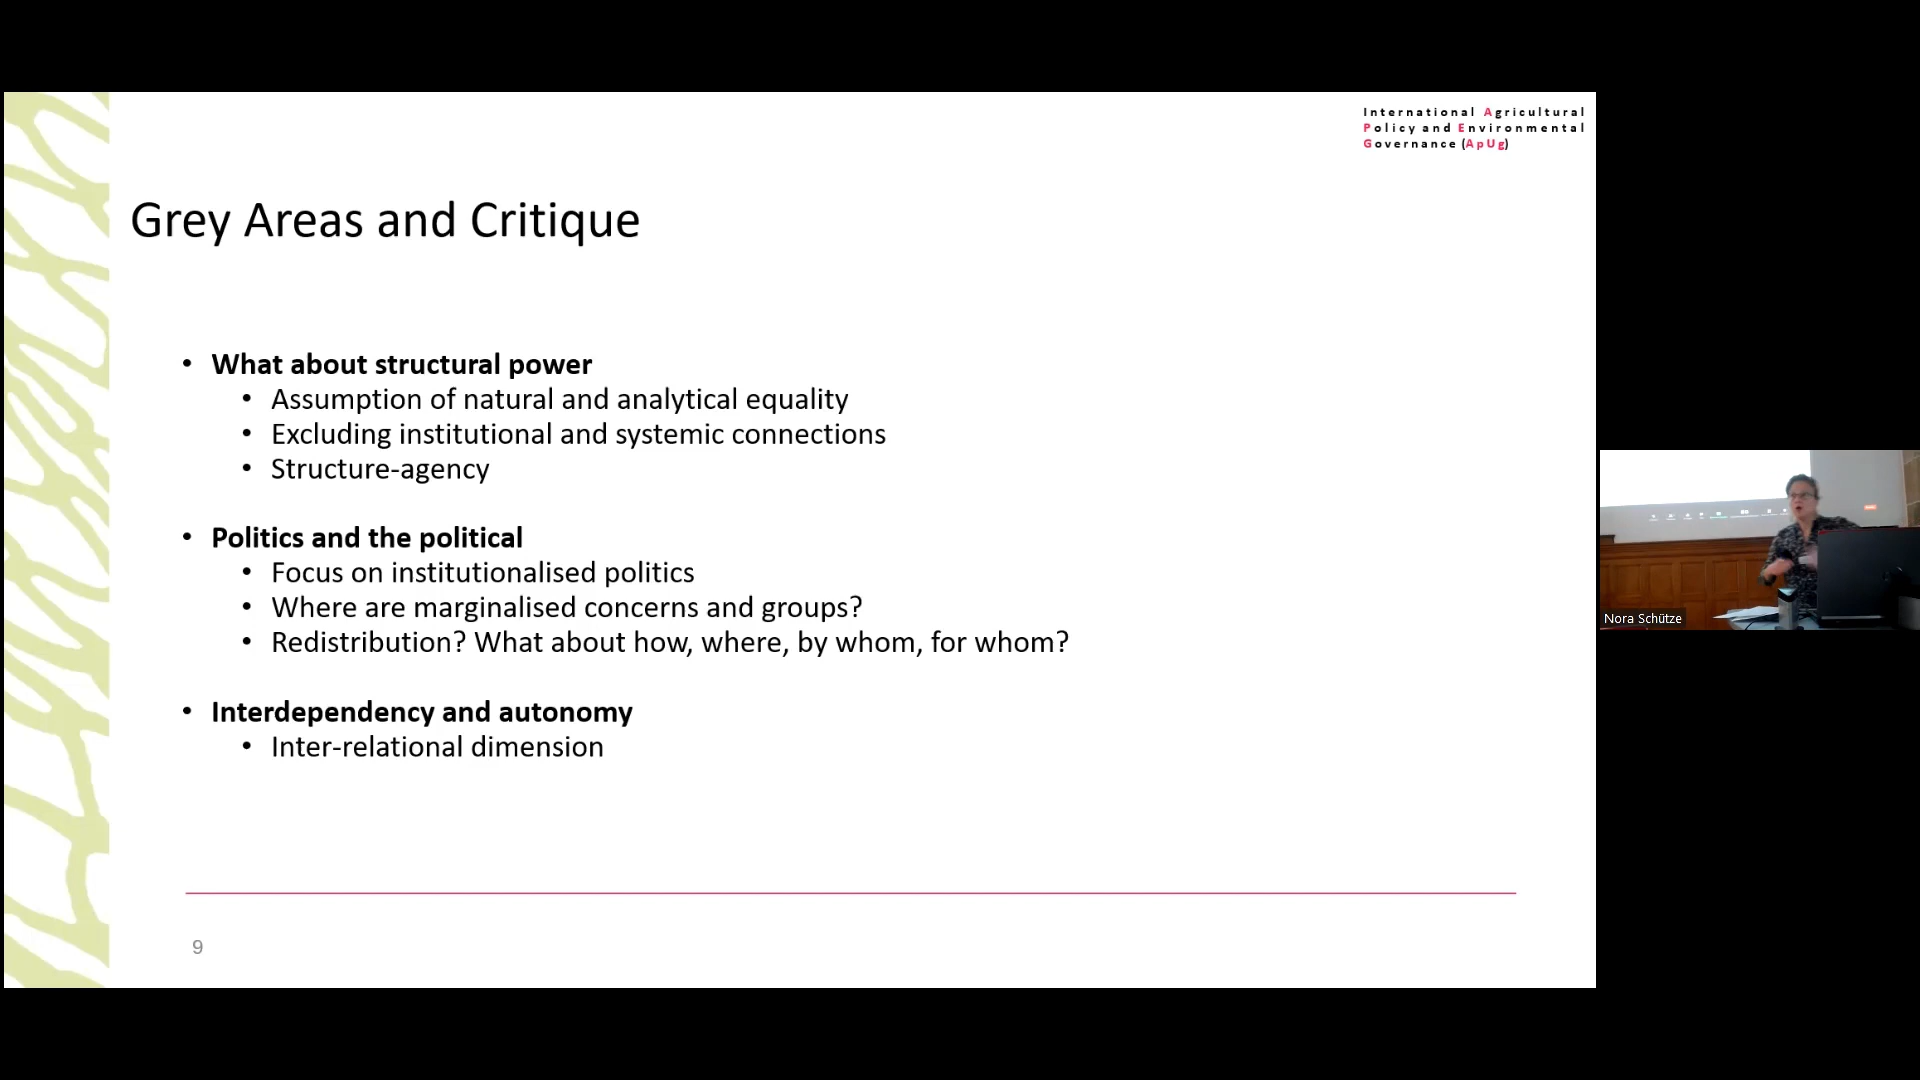 International Agricultural
Policy and Environmental
Governance (ApUg)
Grey Areas and Critique
• What about structural power
• Assumption of natural and analytical equality
• Excluding institutional and systemic connections
• Structure-agency
• Politics and the political
• Focus on institutionalised politics
• Where are marginalised concerns and groups?
• Redistribution? What about how, where, by whom, for whom?
• Interdependency and autonomy
• Inter-relational dimension
9
Nora Schütze